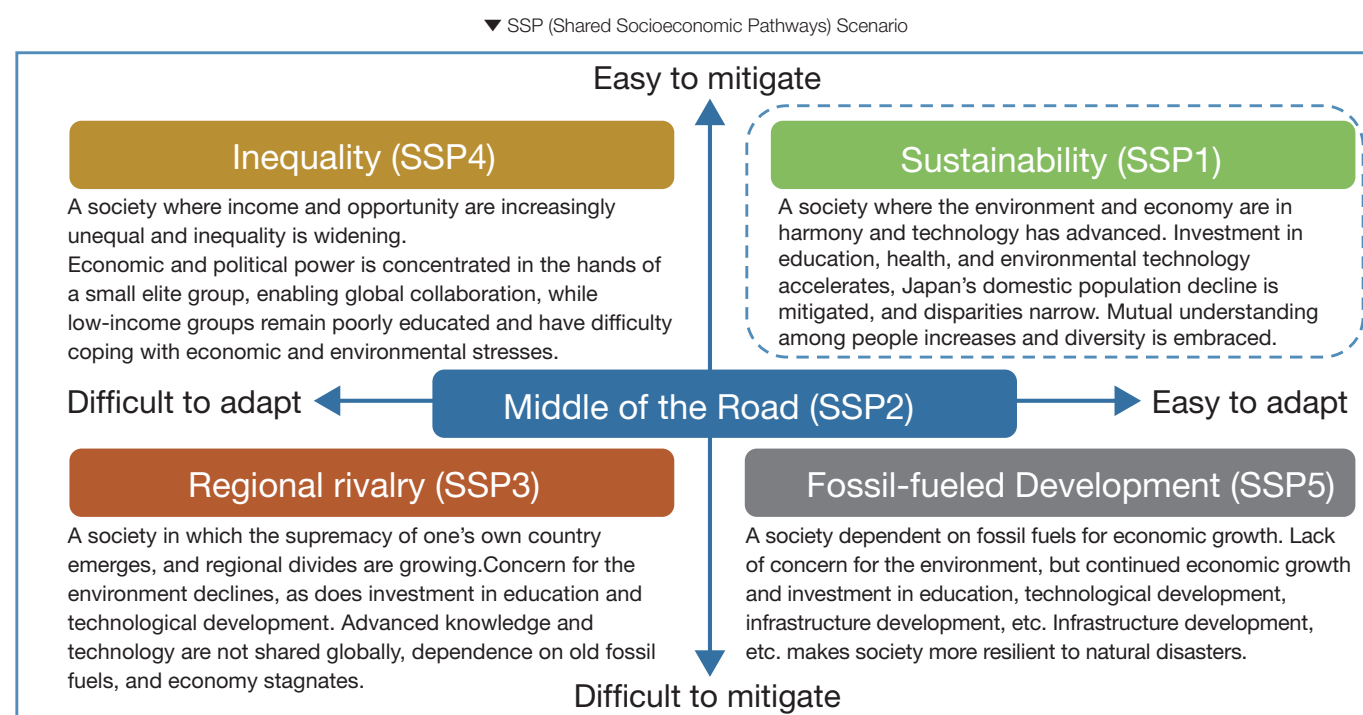 ▼ SSP (Shared Socioeconomic Pathways) Scenario
Easy to mitigate
Inequality (SSP4)
A society where income and opportunity are increasingly
unequal and inequality is widening.
Economic and political power is concentrated in the hands of
a small elite group, enabling global collaboration, while
low-income groups remain poorly educated and have difficulty
coping with economic and environmental stresses.
Sustainability (SSP1)
A society where the environment and economy are in
harmony and technology has advanced. Investment in
education, health, and environmental technology
accelerates, Japan’s domestic population decline is
mitigated, and disparities narrow. Mutual understanding
among people increases and diversity is embraced.
Difficult to adapt
Middle of the Road (SSP2)
Easy to adapt
Regional rivalry (SSP3)
A society in which the supremacy of one’s own country
emerges, and regional divides are growing.Concern for the
environment declines, as does investment in education and
technological development. Advanced knowledge and
technology are not shared globally, dependence on old fossil
fuels, and economy stagnates.
Fossil-fueled Development (SSP5)
A society dependent on fossil fuels for economic growth. Lack
of concern for the environment, but continued economic growth
and investment in education, technological development,
infrastructure development, etc. Infrastructure development,
etc. makes society more resilient to natural disasters.
Difficult to mitigate